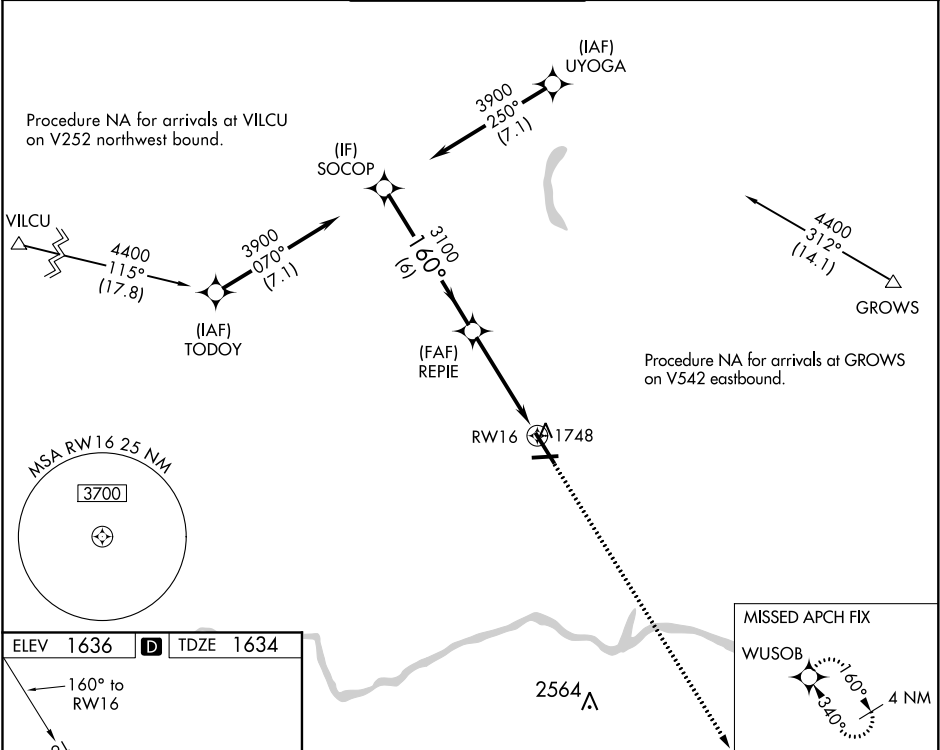 (IAF)
UYOGA
3900
250°
(7.1)
Procedure NA for arrivals at VILCU
on V252 northwest bound.
(IF)
SOCOP
VILCU
4400
115°
(17.8)
3900
070°
(7.1)
3100
160°
(6)
4400
312°
(14.1)
GROWS
(IAF)
TODOY
(FAF)
REPIE
Procedure NA for arrivals at GROWS
on V542 eastbound.
RW16
1748
MSA RW16 25 NM
3700
ELEV 1636 D TDZE 1634
160° to
RW16
2564
MISSED APCH FIX
WUSOB
160°
340°
4 NM